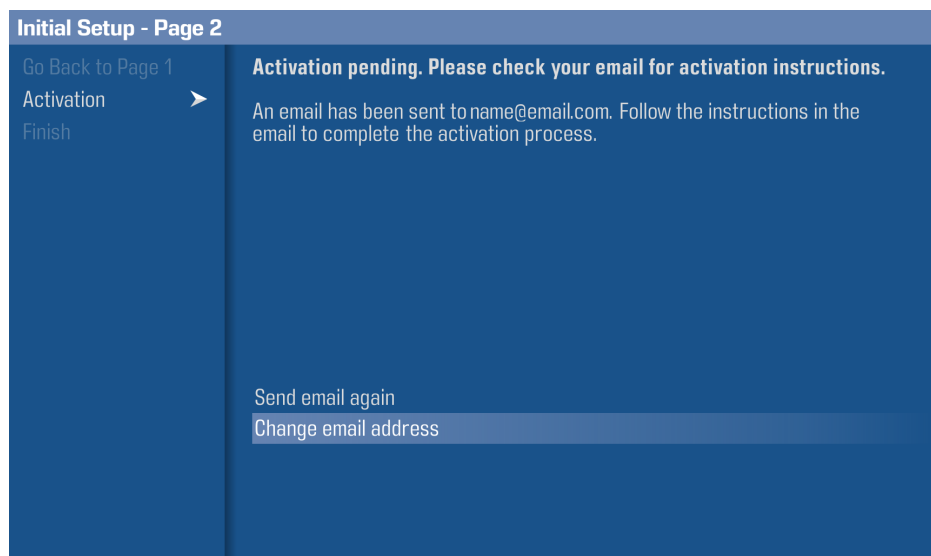 Initial Setup - Page 2
Go Back to Page 1
Activation
Finish
Activation pending. Please check your email for activation instructions.
An email has been sent to name@email.com. Follow the instructions in the
email to complete the activation process.
Send email again
Change email address